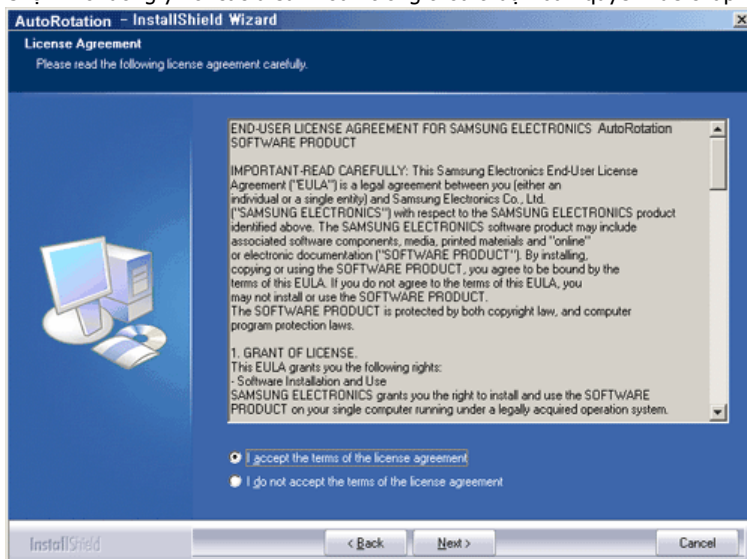 AutoRotation - InstallShield Wizard
License Agreement
Please read the following license agreement carefully.
END-USER LICENSE AGREEMENT FOR SAMSUNG ELECTRONICS AutoRotation
SOFTWARE PRODUCT
IMPORTANT-READ CAREFULLY: This Samsung Electronics End-User License
Agreement ("EULA") is a legal agreement between you (either an
individual or a single entity) and Samsung Electronics Co., Ltd.
("SAMSUNG ELECTRONICS") with respect to the SAMSUNG ELECTRONICS product
identified above. The SAMSUNG ELECTRONICS software product may include
associated software components, media, printed materials and "online"
or electronic documentation ("SOFTWARE PRODUCT"). By installing,
copying or using the SOFTWARE PRODUCT, you agree to be bound by the
terms of this EULA. If you do not agree to the terms of this EULA, you
may not install or use the SOFTWARE PRODUCT.
The SOFTWARE PRODUCT is protected by both copyright law, and computer
program protection laws.
1. GRANT OF LICENSE.
This EULA grants you the following rights:
- Software Installation and Use
SAMSUNG ELECTRONICS grants you the right to install and use the SOFTWARE
PRODUCT on your single computer running under a legally acquired operation system.
I accept the terms of the license agreement
I do not accept the terms of the license agreement
InstallShield
< Back
Next >
Cancel